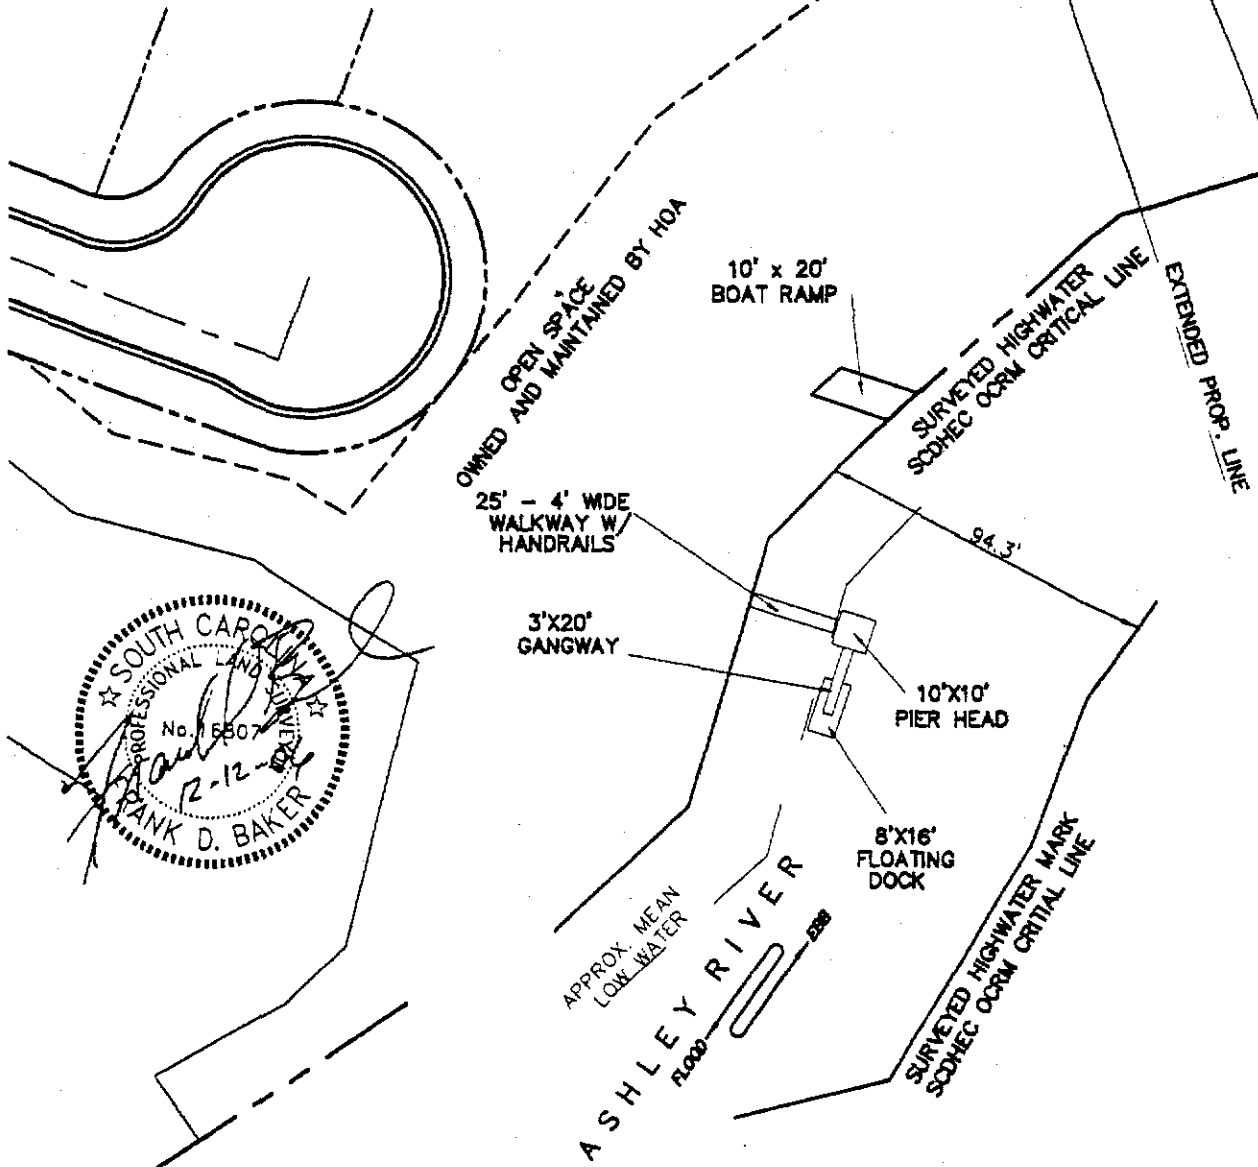 OPEN SPACE
OWNED AND MAINTAINED BY HOA
10' x 20'
BOAT RAMP
SURVEYED HIGHWATER
SCDHEC OCRM CRITICAL LINE
EXTENDED PROP. LINE
25' - 4' WIDE
WALKWAY W/
HANDRAILS
94.3'
3'X20'
GANGWAY
10'X10'
PIER HEAD
8'X16'
FLOATING
DOCK
SOUTH CAROLINA
PROFESSIONAL LAND SURVEYOR
No. 16807
FRANK D. BAKER
APPROX. MEAN
LOW WATER
ASHLEY RIVER
FLOOD
EBB
SURVEYED HIGHWATER MARK
SCDHEC OCRM CRITIAL LINE